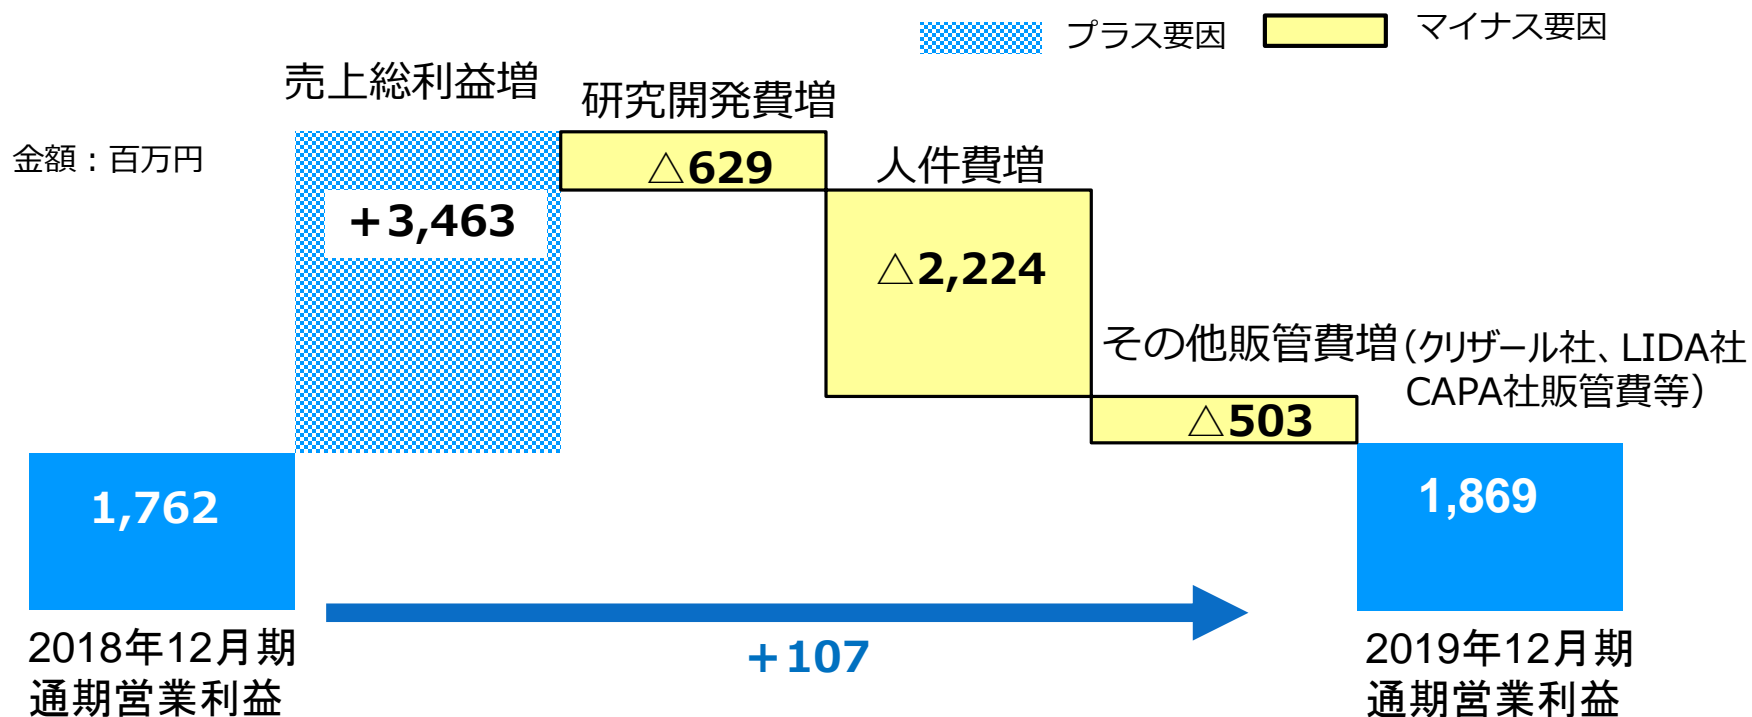 プラス要因
マイナス要因
売上総利益増
研究開発費増
金額：百万円
△629
人件費増
＋3,463
△2,224
その他販管費増（クリザール社、LIDA社
CAPA社販管費等）
△503
1,762
1,869
＋107
2018年12月期
通期営業利益
2019年12月期
通期営業利益